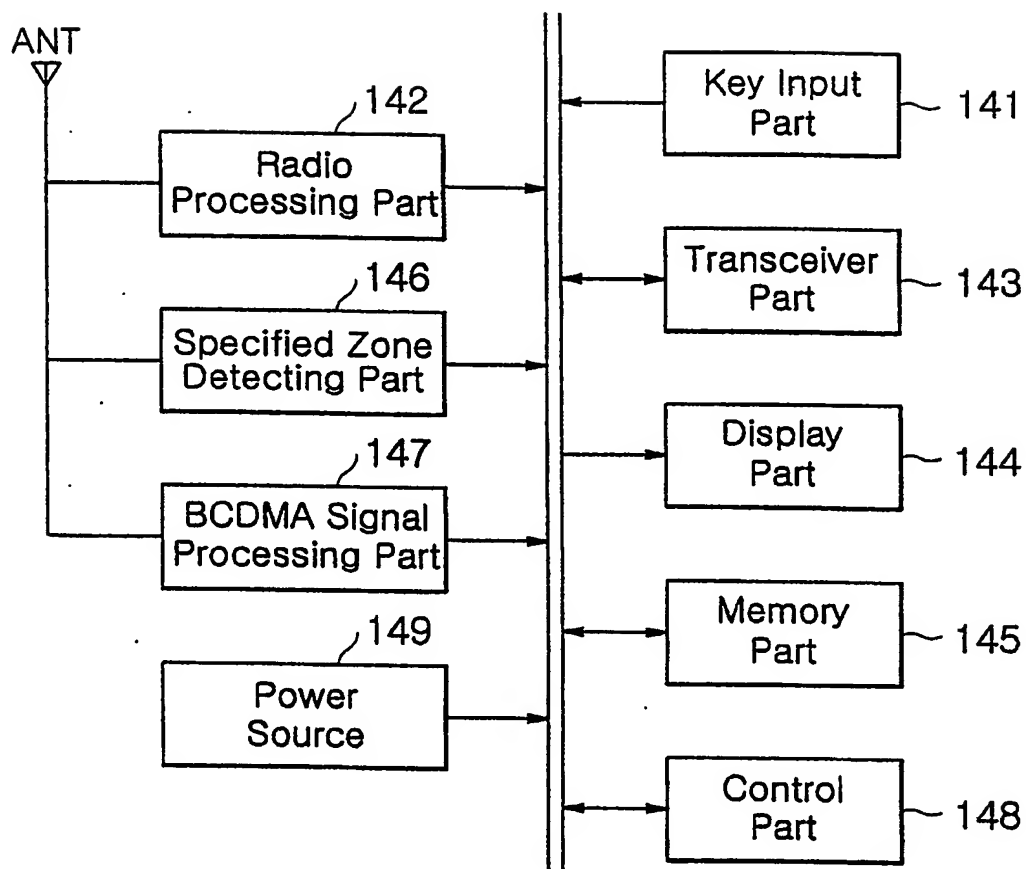 ANT
142
Radio
Processing Part
146
Specified Zone
Detecting Part
147
BCDMA Signal
Processing Part
149
Power
Source
Key Input
Part
141
Transceiver
Part
143
Display
Part
144
Memory
Part
145
Control
Part
148